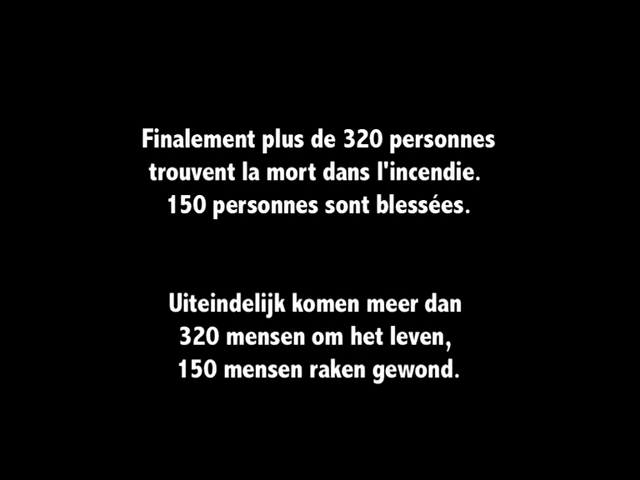 Finalement plus de 320 personnes
trouvent la mort dans l'incendie.
150 personnes sont blessées.
Uiteindelijk komen meer dan
320 mensen om het leven,
150 mensen raken gewond.